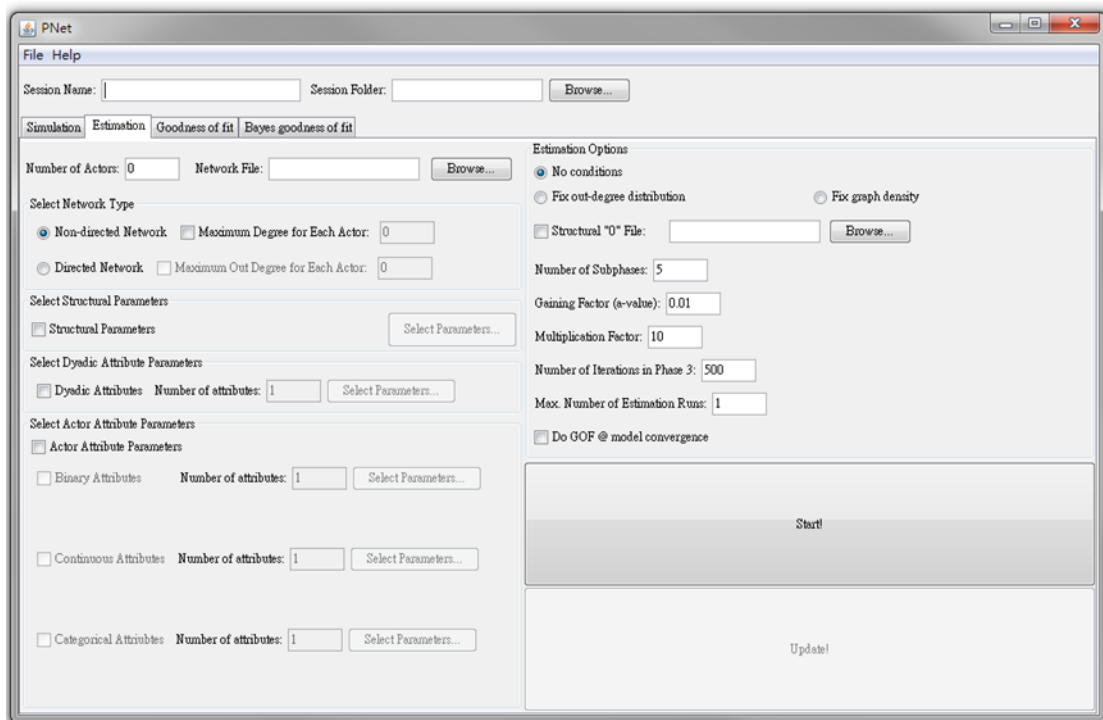 PNet
File Help
Session Name: Session Folder: Browse...
Simulation Estimation Goodness of fit Bayes goodness of fit
Number of Actors: 0 Network File: Browse...
Select Network Type
Non-directed Network Maximum Degree for Each Actor: 0
Directed Network Maximum Out Degree for Each Actor: 0
Select Structural Parameters
Structural Parameters Select Parameters...
Select Dyadic Attribute Parameters
Dyadic Attributes Number of attributes: 1 Select Parameters...
Select Actor Attribute Parameters
Actor Attribute Parameters
Binary Attributes Number of attributes: 1 Select Parameters...
Continuous Attributes Number of attributes: 1 Select Parameters...
Categorical Attriubtes Number of attributes: 1 Select Parameters...
Estimation Options
No conditions
Fix out-degree distribution Fix graph density
Structural "0" File: Browse...
Number of Subphases: 5
Gaining Factor (a-value): 0.01
Multiplication Factor: 10
Number of Iterations in Phase 3: 500
Max. Number of Estimation Runs: 1
Do GOF @ model convergence
Start!
Update!